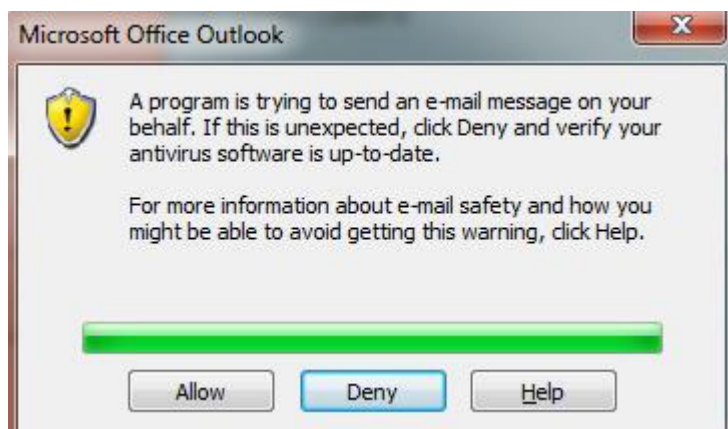 Microsoft Office Outlook
A program is trying to send an e-mail message on your
behalf. If this is unexpected, click Deny and verify your
antivirus software is up-to-date.
For more information about e-mail safety and how you
might be able to avoid getting this warning, click Help.
Allow Deny Help